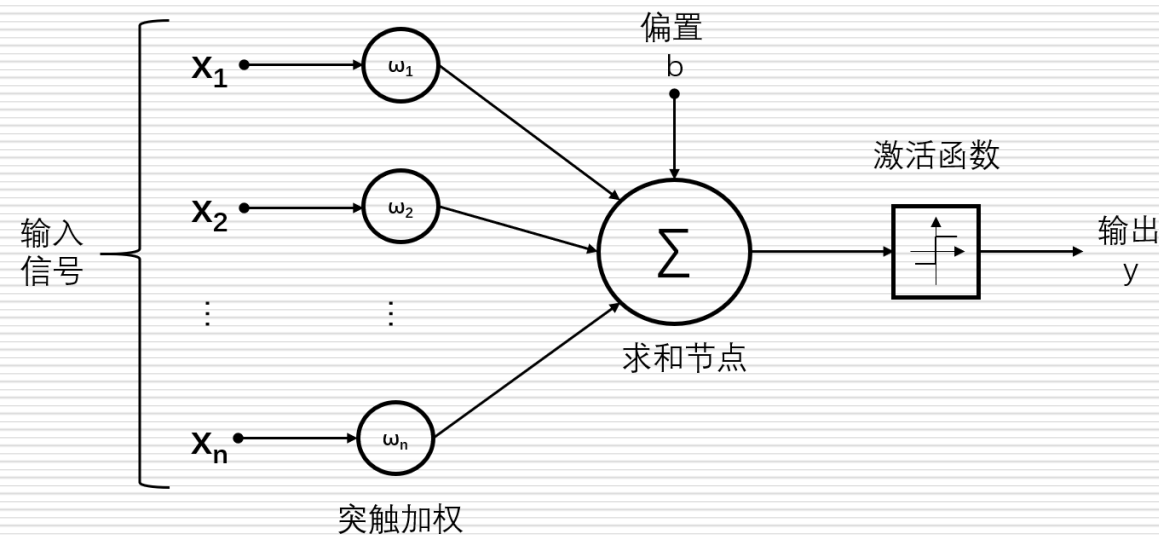 偏置
b
X₁
ω₁
激活函数
X₂
ω₂
输入
信号
∑
输出
y
⋮ ⋮
求和节点
Xₙ
ωₙ
突触加权